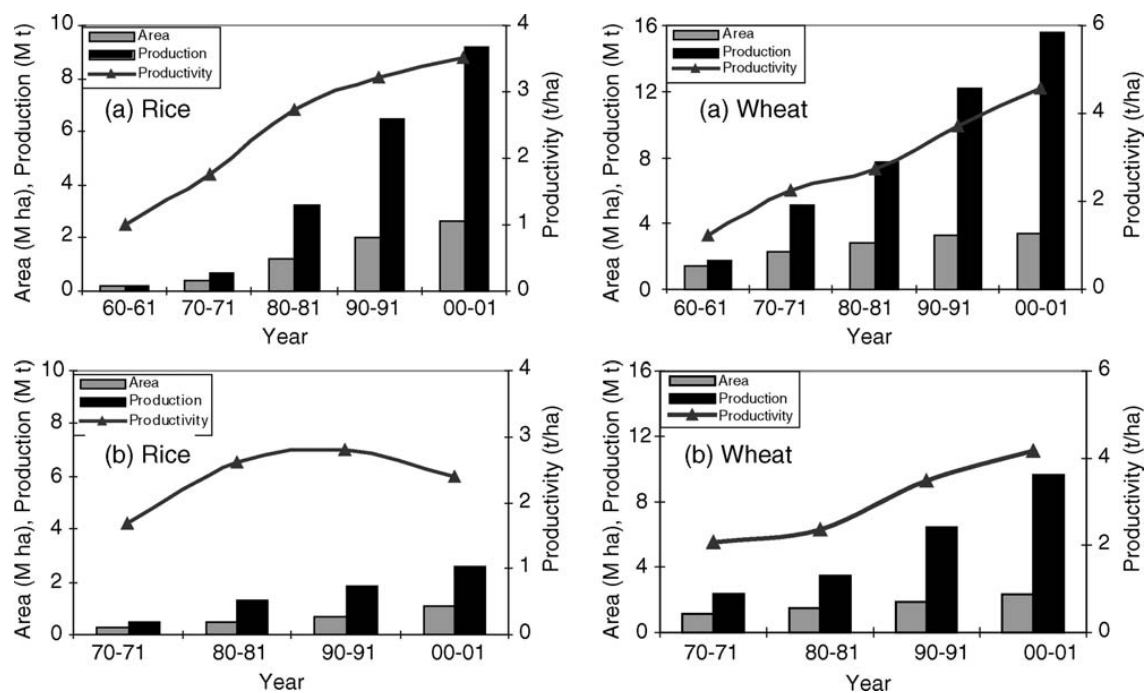 Area (M ha), Production (M t)
10
8
6
4
2
0
Area
Production
Productivity
(a) Rice
4
3
2
1
0
Productivity (t/ha)
60-61 70-71 80-81 90-91 00-01
Year
Area (M ha), Production (M t)
16
12
8
4
0
Area
Production
Productivity
(a) Wheat
6
4
2
0
Productivity (t/ha)
60-61 70-71 80-81 90-91 00-01
Year
Area (M ha), Production (M t)
10
8
6
4
2
0
Area
Production
Productivity
(b) Rice
4
3
2
1
0
Productivity (t/ha)
70-71 80-81 90-91 00-01
Year
Area (M ha), Production (M t)
16
12
8
4
0
Area
Production
Productivity
(b) Wheat
6
4
2
0
Productivity (t/ha)
70-71 80-81 90-91 00-01
Year